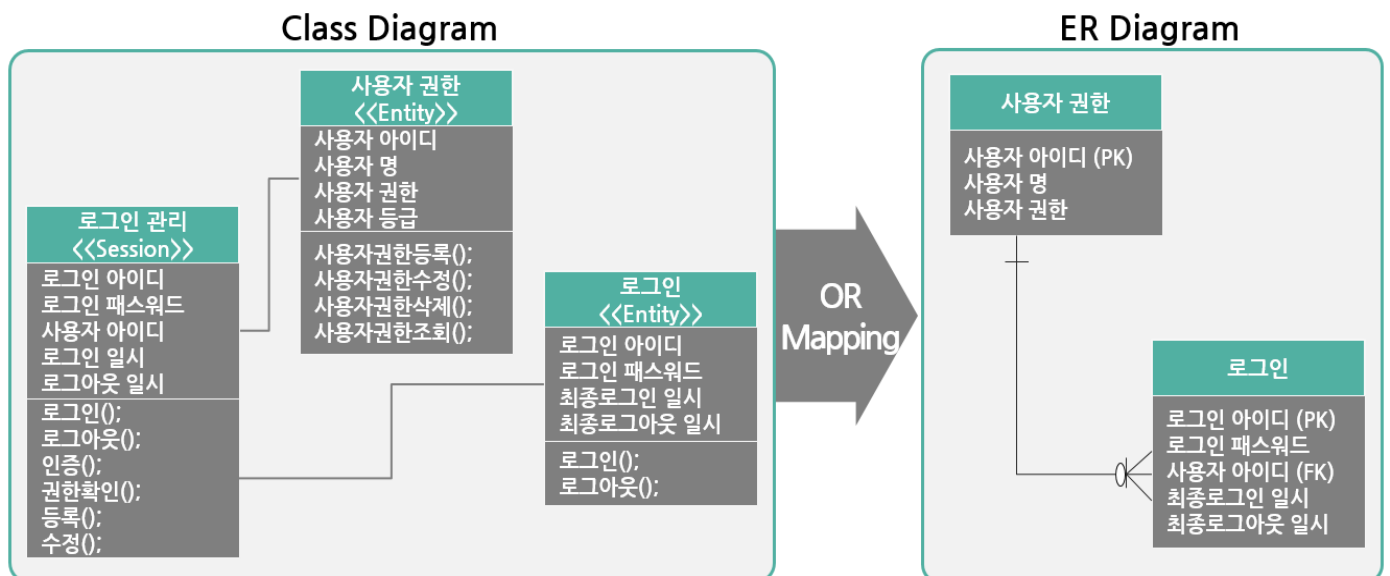 Class Diagram
사용자 권한
<<Entity>>
사용자 아이디
사용자 명
사용자 권한
사용자 등급
사용자권한등록();
사용자권한수정();
사용자권한삭제();
사용자권한조회();
로그인 관리
<<Session>>
로그인 아이디
로그인 패스워드
사용자 아이디
로그인 일시
로그아웃 일시
로그인();
로그아웃();
인증();
권한확인();
등록();
수정();
로그인
<<Entity>>
로그인 아이디
로그인 패스워드
최종로그인 일시
최종로그아웃 일시
로그인();
로그아웃();
OR
Mapping
ER Diagram
사용자 권한
사용자 아이디 (PK)
사용자 명
사용자 권한
로그인
로그인 아이디 (PK)
로그인 패스워드
사용자 아이디 (FK)
최종로그인 일시
최종로그아웃 일시